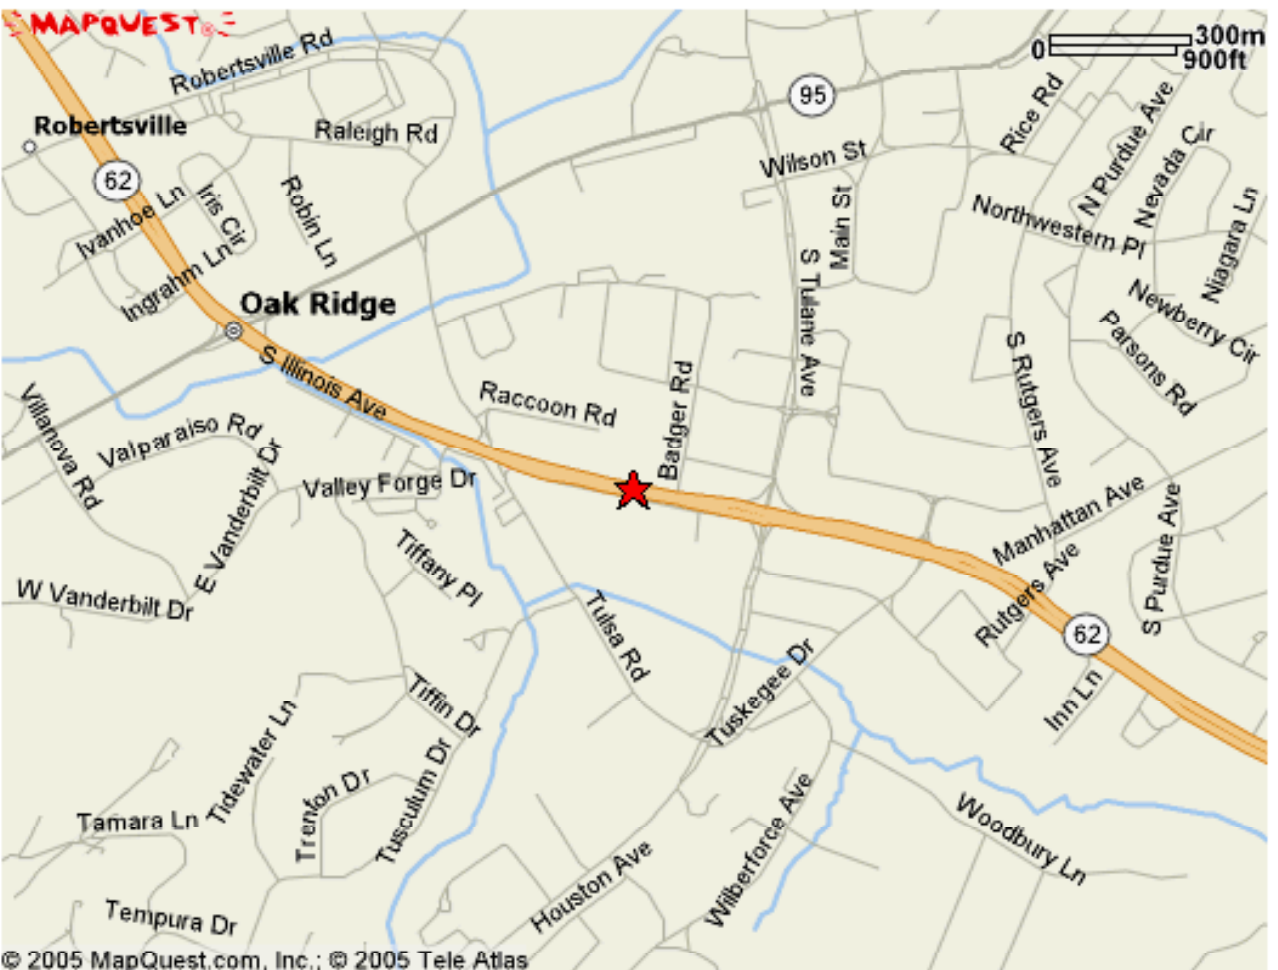 MAPQUEST®
300m
0
900ft
Robertsville Rd
95
Rice Rd
N Purdue Ave
Robertsville
Raleigh Rd
Wilson St
Nevada Cir
62
Iris Cir
Robin Ln
Ivanhoe Ln
Main St
Northwestern Pl
Niagara Ln
Ingrahm Ln
Oak Ridge
S Tulane Ave
Newberry Cir
Parsons Rd
S Illinois Ave
S Rutgers Ave
Villanova Rd
Valparaiso Rd
Raccoon Rd
Badger Rd
E Vanderbilt Dr
Valley Forge Dr
Manhattan Ave
S Purdue Ave
W Vanderbilt Dr
Tiffany Pl
Tulsa Rd
Rutgers Ave
62
Tuskegee Dr
Inn Ln
Tiffin Dr
Tidewater Ln
Trenton Dr
Tusculum Dr
Tamara Ln
Wilberforce Ave
Woodbury Ln
Houston Ave
Tempura Dr
© 2005 MapQuest.com, Inc.; © 2005 Tele Atlas